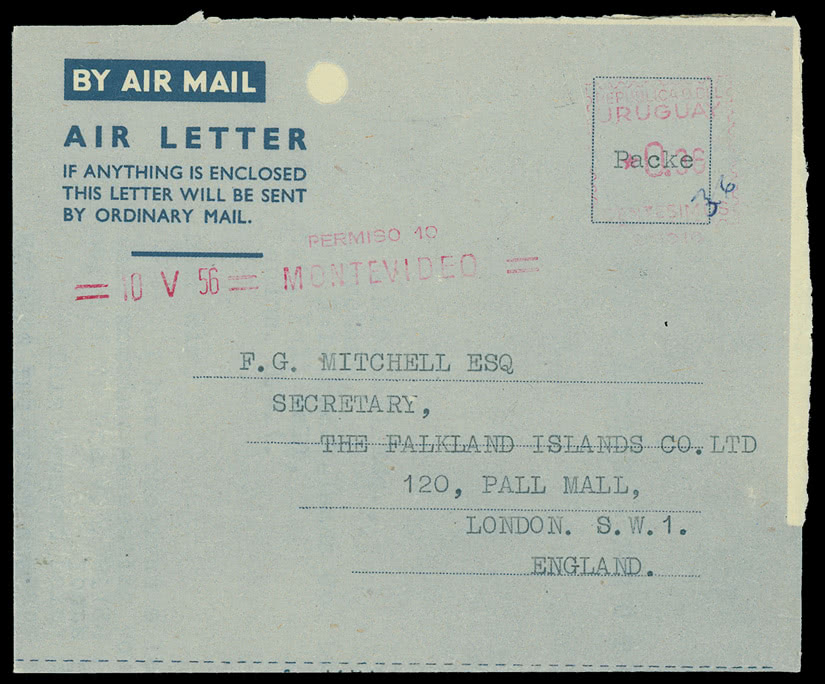 BY AIR MAIL
AIR LETTER
IF ANYTHING IS ENCLOSED
THIS LETTER WILL BE SENT
BY ORDINARY MAIL.
URUGUAY
Packe
36
PERMISO 10
= 10 V 56 = MONTEVIDEO =
F.G. MITCHELL ESQ
SECRETARY,
THE FALKLAND ISLANDS CO.LTD
120, PALL MALL,
LONDON. S.W.1.
ENGLAND.